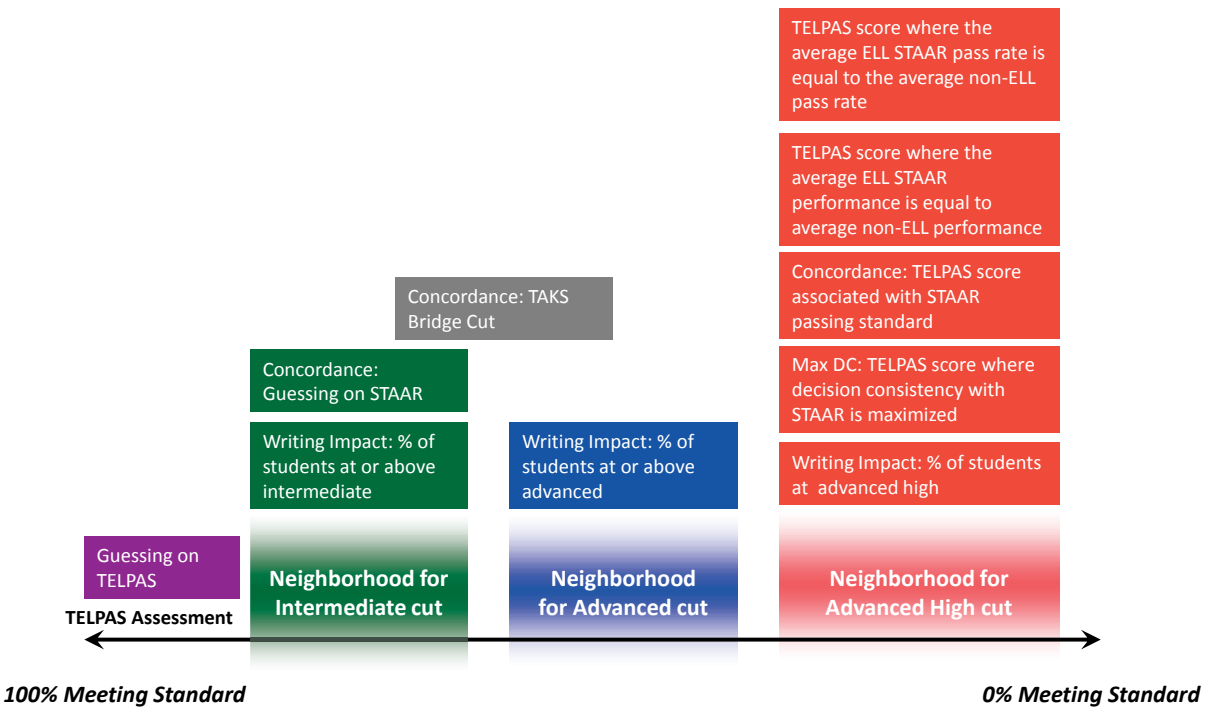 TELPAS score where the
average ELL STAAR pass rate is
equal to the average non-ELL
pass rate
TELPAS score where the
average ELL STAAR
performance is equal to
average non-ELL performance
Concordance: TELPAS score
associated with STAAR
passing standard
Concordance: TAKS
Bridge Cut
Max DC: TELPAS score where
decision consistency with
STAAR is maximized
Concordance:
Guessing on STAAR
Writing Impact: % of
students at or above
intermediate
Writing Impact: % of
students at or above
advanced
Writing Impact: % of students
at advanced high
Guessing on
TELPAS
Neighborhood for
Intermediate cut
Neighborhood
for Advanced cut
Neighborhood for
Advanced High cut
TELPAS Assessment
100% Meeting Standard
0% Meeting Standard